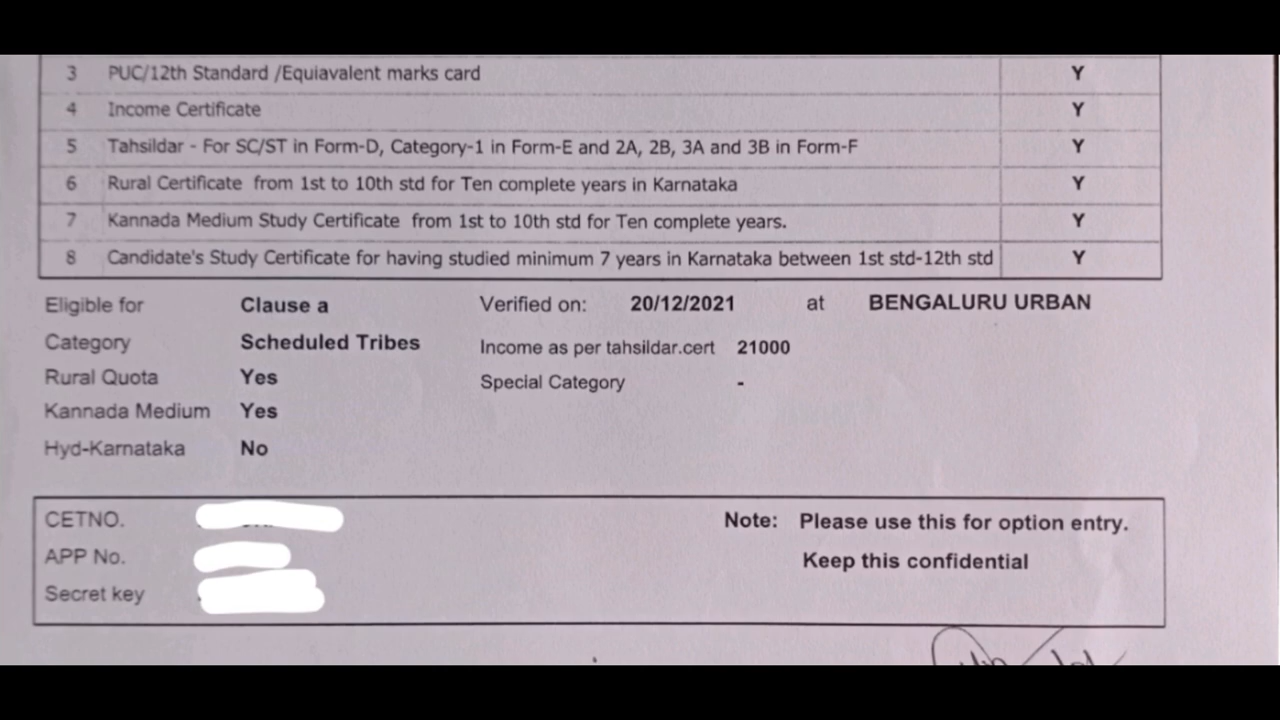 3 PUC/12th Standard /Equiavalent marks card Y
4 Income Certificate Y
5 Tahsildar - For SC/ST in Form-D, Category-1 in Form-E and 2A, 2B, 3A and 3B in Form-F Y
6 Rural Certificate from 1st to 10th std for Ten complete years in Karnataka Y
7 Kannada Medium Study Certificate from 1st to 10th std for Ten complete years. Y
8 Candidate's Study Certificate for having studied minimum 7 years in Karnataka between 1st std-12th std Y
Eligible for Clause a Verified on: 20/12/2021 at BENGALURU URBAN
Category Scheduled Tribes Income as per tahsildar.cert 21000
Rural Quota Yes Special Category -
Kannada Medium Yes
Hyd-Karnataka No
CETNO. Note: Please use this for option entry.
APP No. Keep this confidential
Secret key